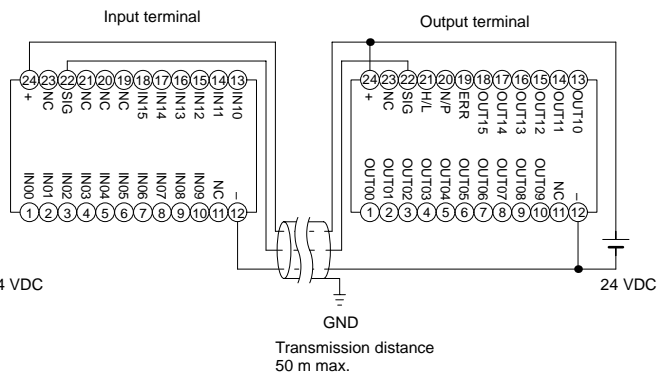 Input terminal
Output terminal
24 23 22 21 20 19 18 17 16 15 14 13
+ NC SIG NC NC NC IN15 IN14 IN13 IN12 IN11 IN10
IN00 IN01 IN02 IN03 IN04 IN05 IN06 IN07 IN08 IN09 NC –
1 2 3 4 5 6 7 8 9 10 11 12
24 23 22 21 20 19 18 17 16 15 14 13
+ NC SIG H/L N/P ERR OUT15 OUT14 OUT13 OUT12 OUT11 OUT10
OUT00 OUT01 OUT02 OUT03 OUT04 OUT05 OUT06 OUT07 OUT08 OUT09 NC –
1 2 3 4 5 6 7 8 9 10 11 12
4 VDC
24 VDC
GND
Transmission distance
50 m max.